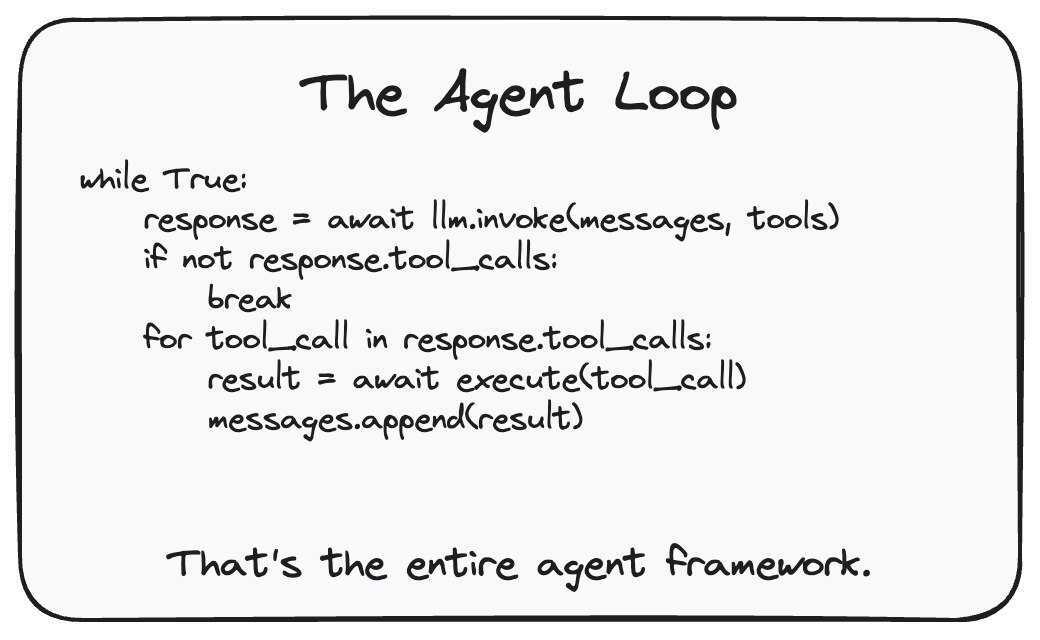 The Agent Loop
while True:
    response = await llm.invoke(messages, tools)
    if not response.tool_calls:
        break
    for tool_call in response.tool_calls:
        result = await execute(tool_call)
        messages.append(result)
That's the entire agent framework.